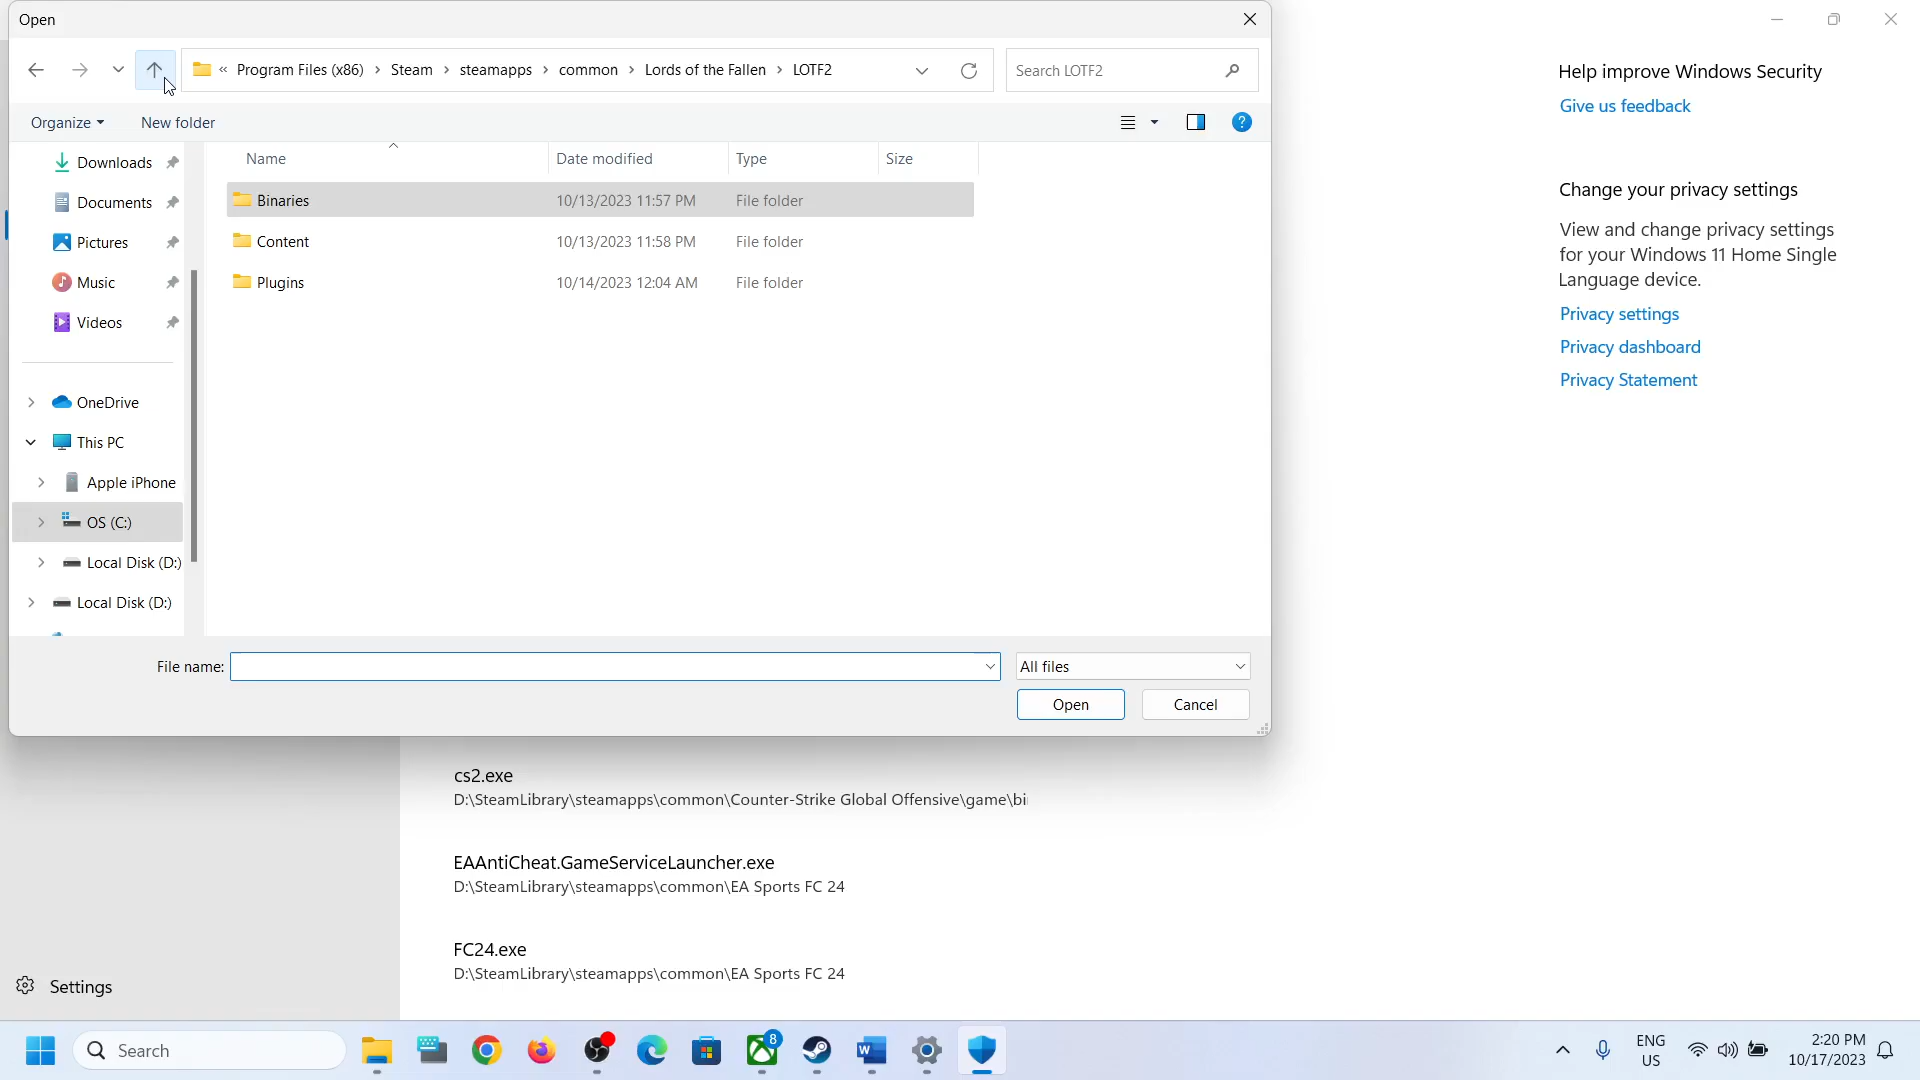 Open
« Program Files (x86) > Steam > steamapps > common > Lords of the Fallen > LOTF2
Search LOTF2
Organize
New folder
?
Name
Date modified
Type
Size
Downloads
Documents
Pictures
Music
Videos
OneDrive
This PC
Apple iPhone
OS (C:)
Local Disk (D:)
Local Disk (D:)
Binaries 10/13/2023 11:57 PM File folder
Content 10/13/2023 11:58 PM File folder
Plugins 10/14/2023 12:04 AM File folder
File name:
All files
Open
Cancel
Help improve Windows Security
Give us feedback
Change your privacy settings
View and change privacy settings
for your Windows 11 Home Single
Language device.
Privacy settings
Privacy dashboard
Privacy Statement
cs2.exe
D:\SteamLibrary\steamapps\common\Counter-Strike Global Offensive\game\bi
EAAntiCheat.GameServiceLauncher.exe
D:\SteamLibrary\steamapps\common\EA Sports FC 24
FC24.exe
D:\SteamLibrary\steamapps\common\EA Sports FC 24
Settings
Search
8
W
ENG
US
2:20 PM
10/17/2023